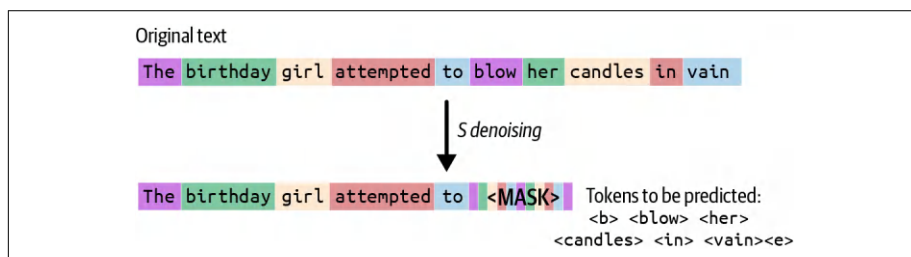 Original text
The birthday girl attempted to blow her candles in vain
S denoising
The birthday girl attempted to <MASK> Tokens to be predicted:
<b> <blow> <her>
<candles> <in> <vain><e>